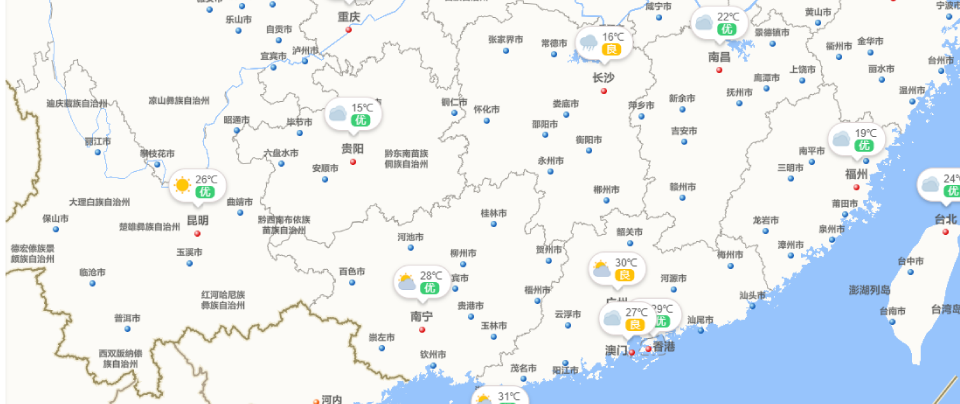 咸宁市
22℃
优
黄山市
宁波市
乐山市
重庆
自贡市
泸州市
宜宾市
张家界市
常德市
16℃
良
长沙
南昌
景德镇市
衢州市
金华市
台州市
上饶市
丽水市
鹰潭市
温州市
迪庆藏族自治州
凉山彝族自治州
昭通市
毕节市
15℃
优
铜仁市
怀化市
娄底市
萍乡市
新余市
抚州市
邵阳市
衡阳市
吉安市
19℃
优
丽江市
攀枝花市
六盘水市
贵阳
安顺市
黔东南苗族
侗族自治州
永州市
南平市
三明市
福州
26℃
优
郴州市
赣州市
24℃
优
大理白族自治州
曲靖市
莆田市
保山市
楚雄彝族自治州
昆明
黔西南布依族
苗族自治州
桂林市
龙岩市
泉州市
台北
德宏傣族景
颇族自治州
玉溪市
河池市
柳州市
贺州市
韶关市
漳州市
临沧市
百色市
28℃
优
宾市
30℃
良
梅州市
河源市
台中市
红河哈尼族
彝族自治州
贵港市
梧州市
汕头市
澎湖列岛
普洱市
南宁
玉林市
云浮市
27℃
良
29℃
优
汕尾市
台南市
台湾岛
西双版纳傣
族自治州
崇左市
钦州市
茂名市
阳江市
澳门
香港
河内
31℃
优